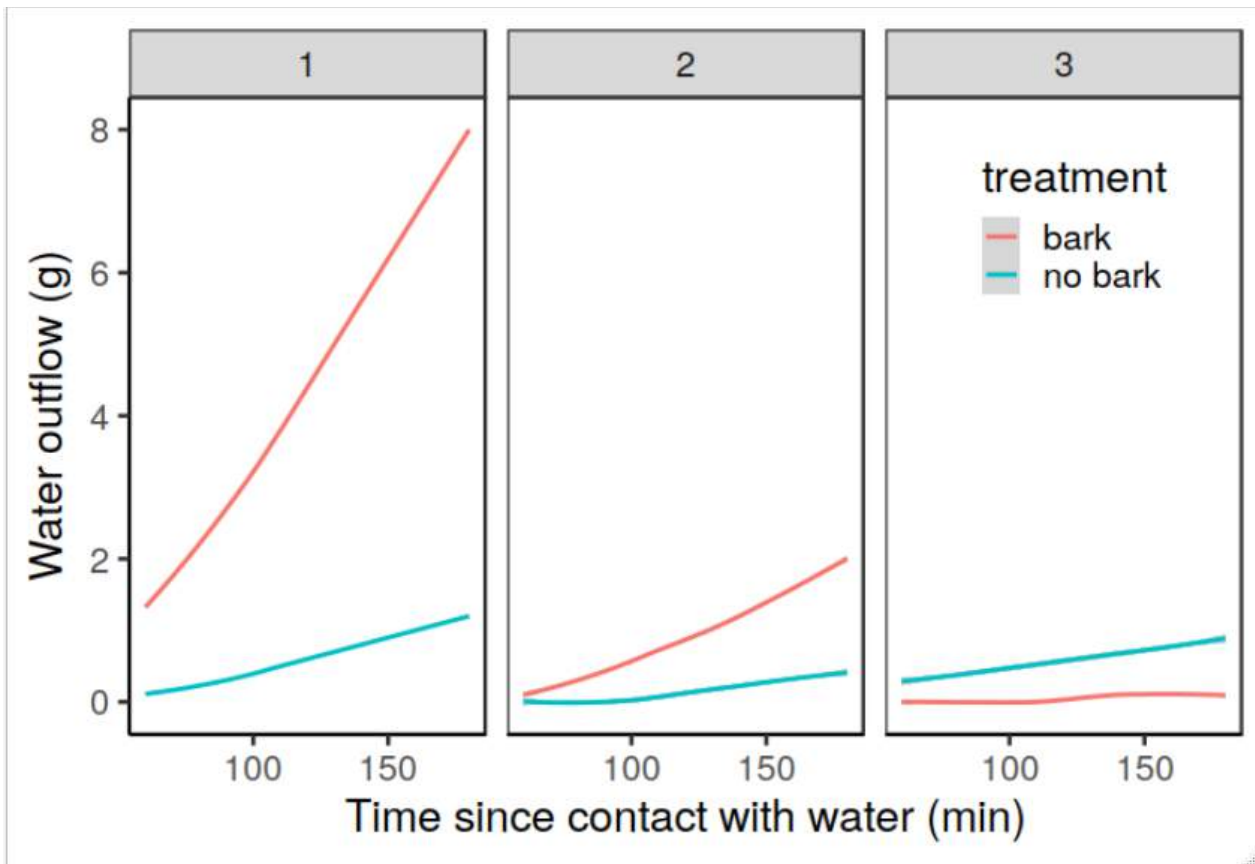 1
2
3
treatment
bark
no bark
Water outflow (g)
8
6
4
2
0
100 150
100 150
100 150
Time since contact with water (min)